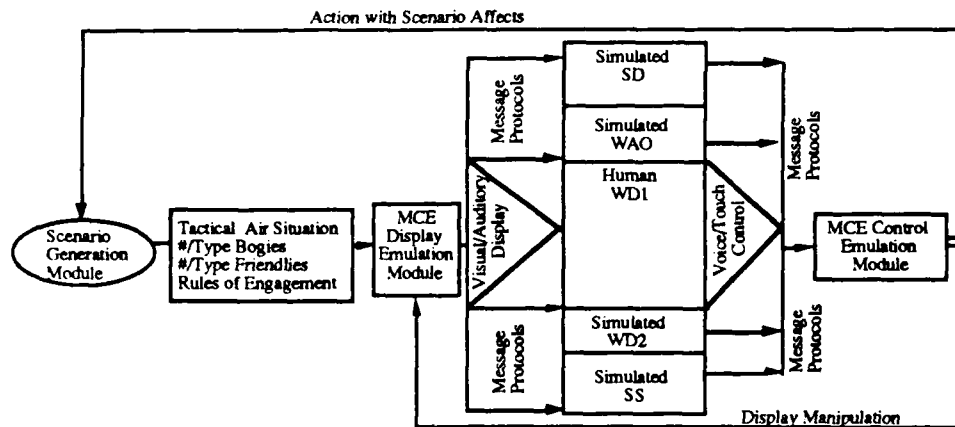 Action with Scenario Affects
Scenario
Generation
Module
Tactical Air Situation
#/Type Bogies
#/Type Friendlies
Rules of Engagement
MCE
Display
Emulation
Module
Message
Protocols
Visual/Auditory
Display
Message
Protocols
Simulated
SD
Simulated
WAO
Human
WD1
Simulated
WD2
Simulated
SS
Voice/Touch
Control
Message
Protocols
Message
Protocols
MCE Control
Emulation
Module
Display Manipulation